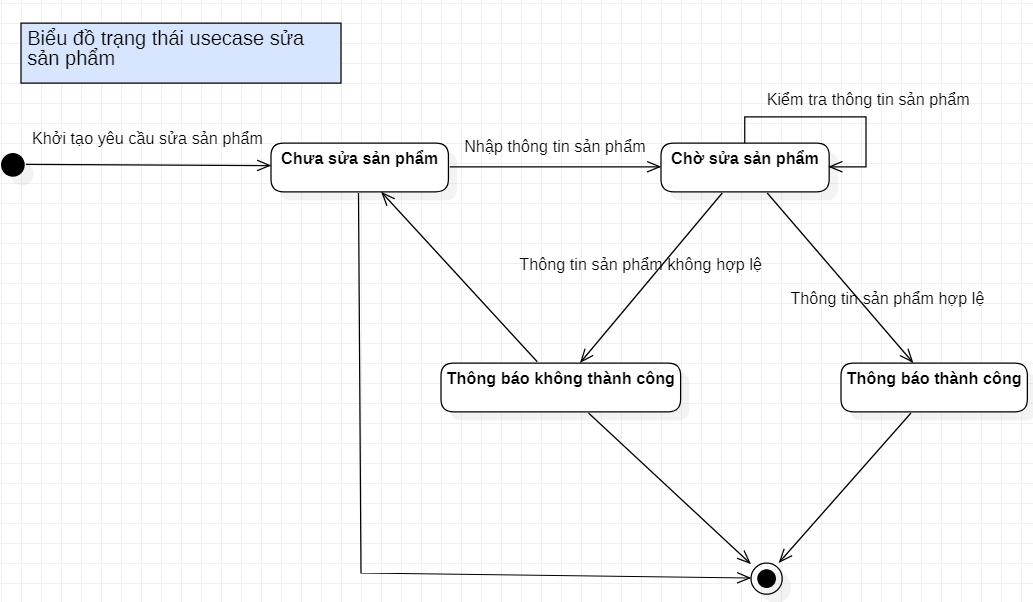 Biểu đồ trạng thái usecase sửa
sản phẩm
Kiểm tra thông tin sản phẩm
Khởi tạo yêu cầu sửa sản phẩm
Nhập thông tin sản phẩm
Chưa sửa sản phẩm
Chờ sửa sản phẩm
Thông tin sản phẩm không hợp lệ
Thông tin sản phẩm hợp lệ
Thông báo không thành công
Thông báo thành công